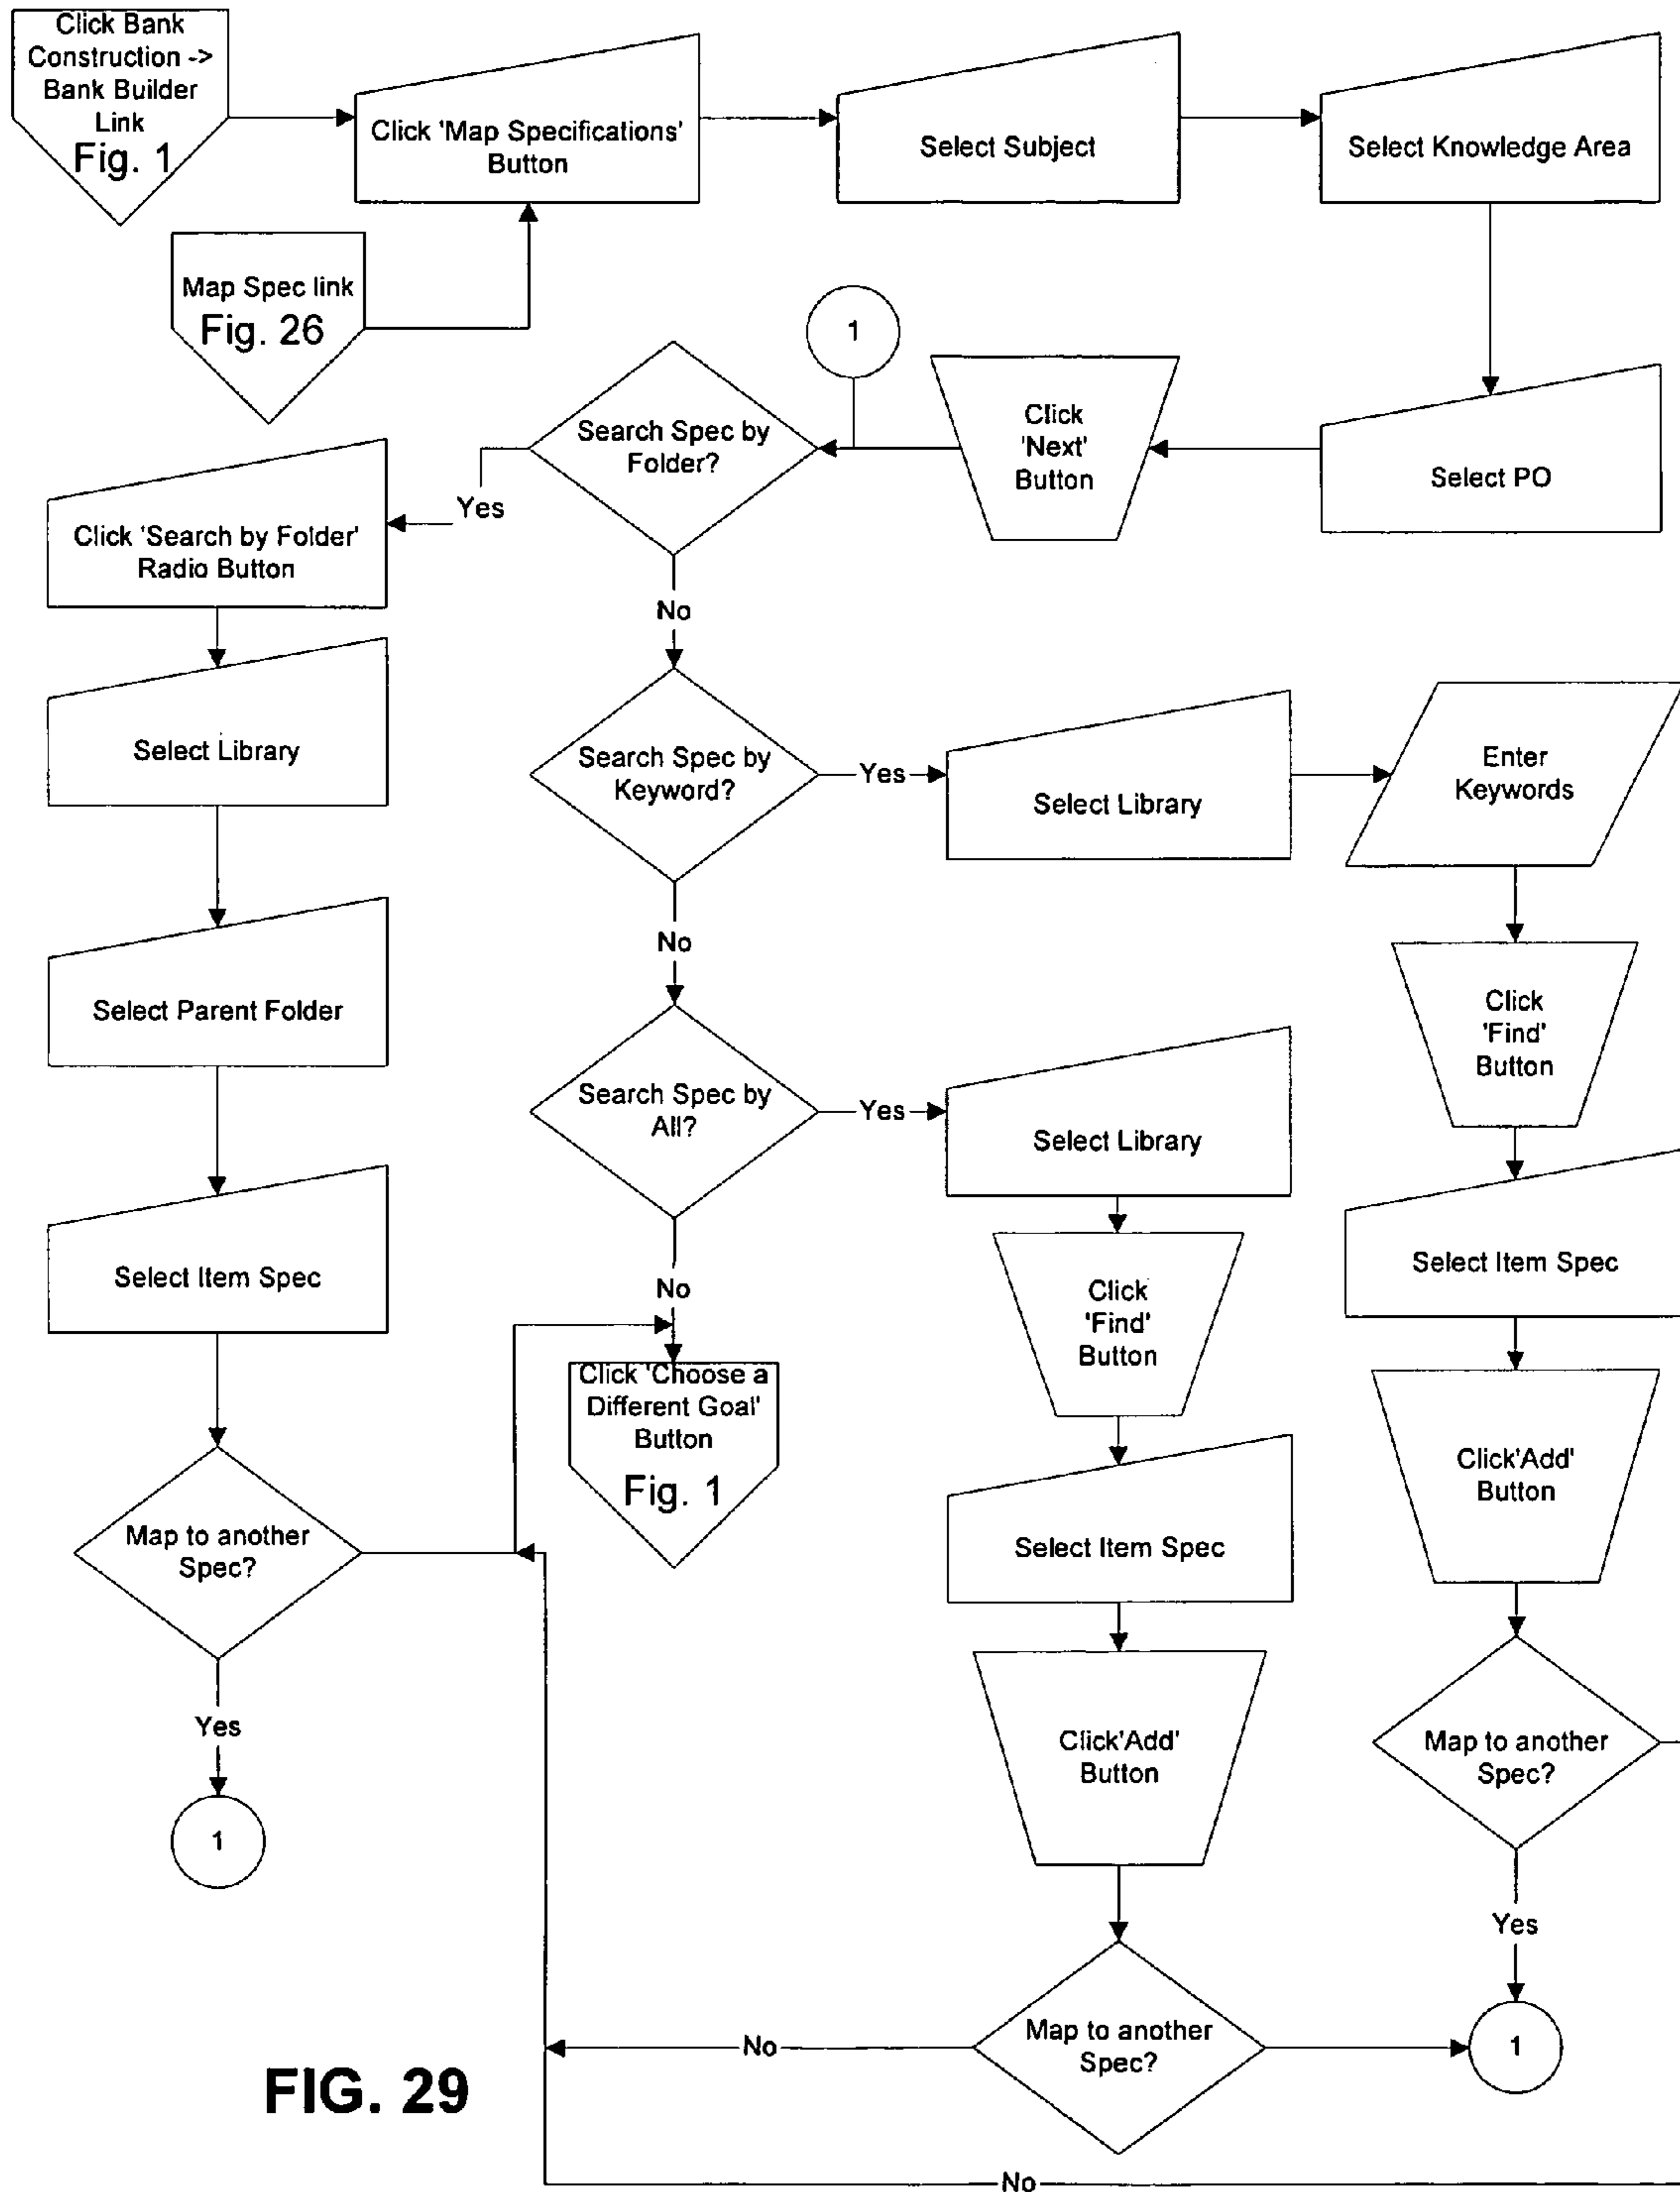 Click Bank
Construction ->
Bank Builder
Link
Fig. 1
Click 'Map Specifications'
Button
Select Subject
Select Knowledge Area
Map Spec link
Fig. 26
1
Search Spec by
Folder?
Click
'Next'
Button
Select PO
Yes
Click 'Search by Folder'
Radio Button
No
Select Library
Search Spec by
Keyword?
Yes
Select Library
Enter
Keywords
No
Select Parent Folder
Click
'Find'
Button
Search Spec by
All?
Yes
Select Library
Select Item Spec
No
Click
'Find'
Button
Select Item Spec
Click 'Choose a
Different Goal'
Button
Fig. 1
Click'Add'
Button
Map to another
Spec?
Select Item Spec
Yes
Click'Add'
Button
Map to another
Spec?
1
Yes
No
Map to another
Spec?
1
FIG. 29
No